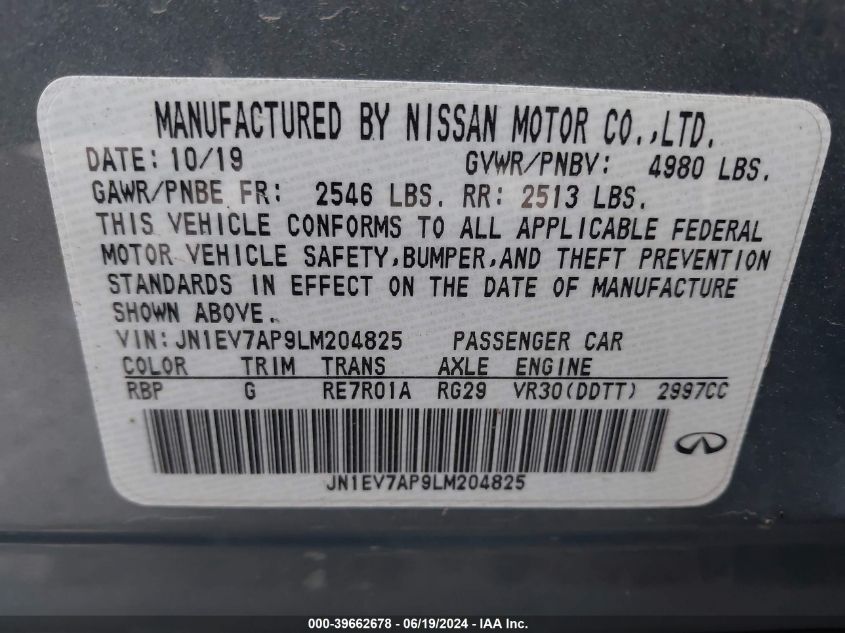 MANUFACTURED BY NISSAN MOTOR CO.,LTD.
DATE: 10/19 GVWR/PNBV: 4980 LBS.
GAWR/PNBE FR: 2546 LBS. RR: 2513 LBS.
THIS VEHICLE CONFORMS TO ALL APPLICABLE FEDERAL
MOTOR VEHICLE SAFETY,BUMPER,AND THEFT PREVENTION
STANDARDS IN EFFECT ON THE DATE OF MANUFACTURE
SHOWN ABOVE.
VIN:JN1EV7AP9LM204825 PASSENGER CAR
COLOR TRIM TRANS AXLE ENGINE
RBP G RE7R01A RG29 VR30(DDTT) 2997CC
JN1EV7AP9LM204825
000-39662678 - 06/19/2024 - IAAI, Inc.